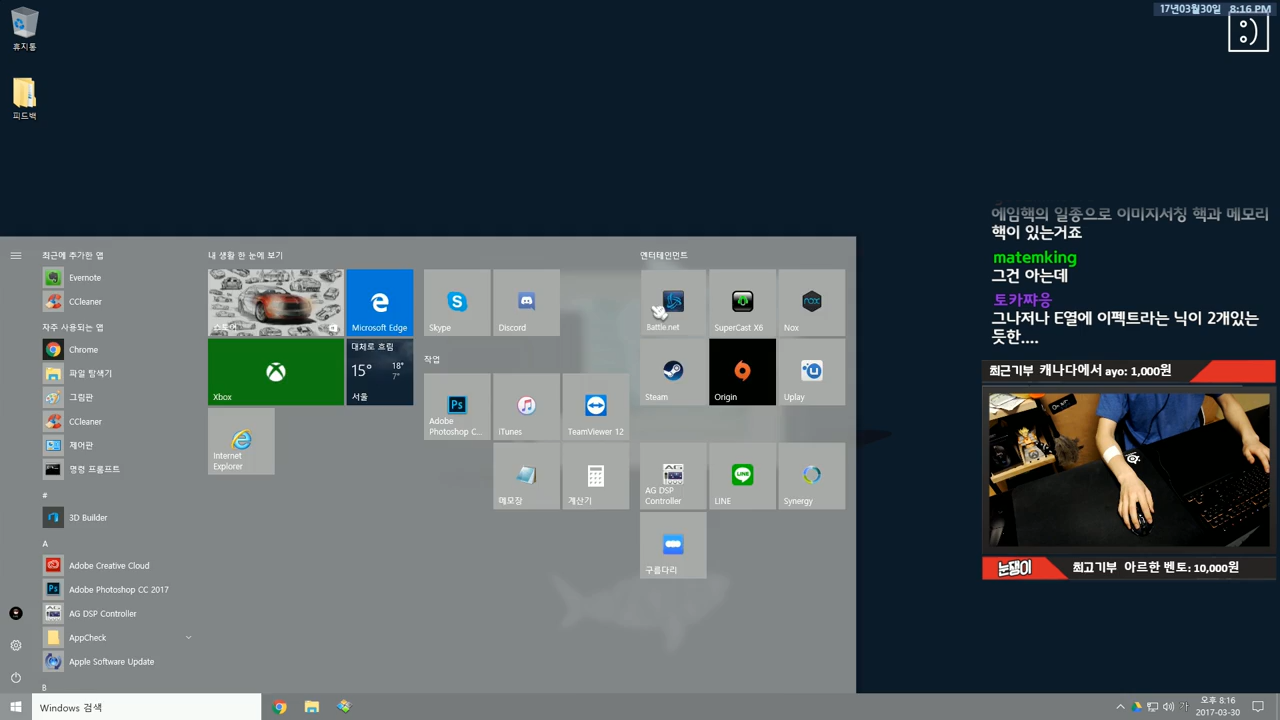 휴지통
피드백
17년03월30일 8:16 PM
:)
에임핵의 일종으로 이미지서칭 핵과 메모리
핵이 있는거죠
matemking
그건 아는데
토카쨔응
그나저나 E열에 이펙트라는 닉이 2개있는
듯한....
최근기부 캐나다에서 ayo: 1,000원
눈쟁이
최고기부 아르한 벤토: 10,000원
최근에 추가한 앱
Evernote
CCleaner
자주 사용되는 앱
Chrome
파일 탐색기
그림판
CCleaner
제어판
명령 프롬프트
#
3D Builder
A
Adobe Creative Cloud
Adobe Photoshop CC 2017
AG DSP Controller
AppCheck
Apple Software Update
B
내 생활 한 눈에 보기
스토어
Microsoft Edge
Xbox
대체로 흐림
15° 18°
7°
서울
Internet
Explorer
Skype
Discord
작업
Adobe
Photoshop C...
iTunes
TeamViewer 12
메모장
계산기
엔터테인먼트
Battle.net
SuperCast X6
Nox
Steam
Origin
Uplay
AG DSP
Controller
LINE
Synergy
구름다리
Windows 검색
가
오후 8:16
2017-03-30